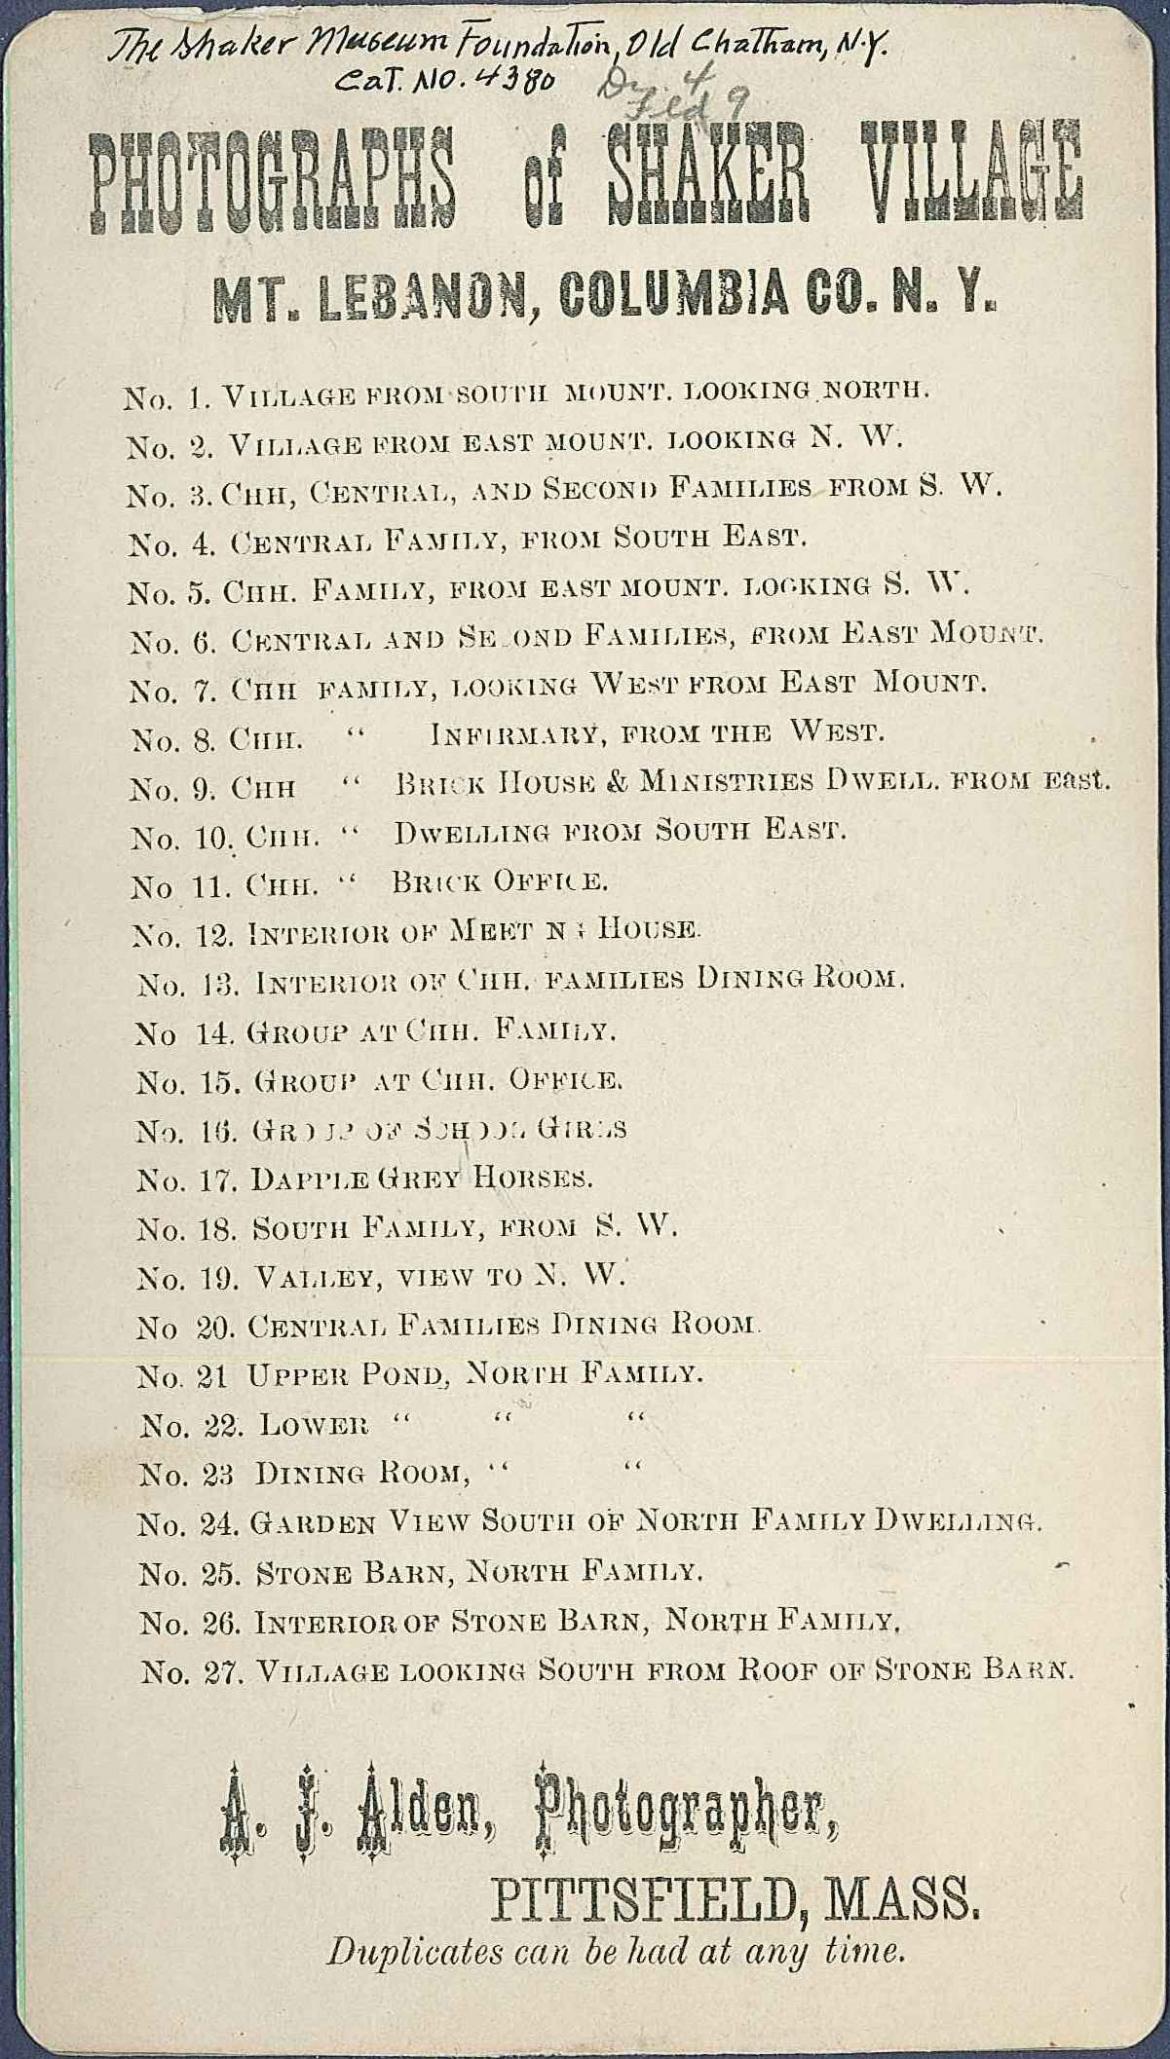 The Shaker Museum Foundation, Old Chatham, N.Y.
Cat. No. 4380 Dr. 4
Fld 9
PHOTOGRAPHS of SHAKER VILLAGE
MT. LEBANON, COLUMBIA CO. N. Y.
No. 1. VILLAGE FROM SOUTH MOUNT. LOOKING NORTH.
No. 2. VILLAGE FROM EAST MOUNT. LOOKING N. W.
No. 3. CHH, CENTRAL, AND SECOND FAMILIES FROM S. W.
No. 4. CENTRAL FAMILY, FROM SOUTH EAST.
No. 5. CHH. FAMILY, FROM EAST MOUNT. LOOKING S. W.
No. 6. CENTRAL AND SE OND FAMILIES, FROM EAST MOUNT.
No. 7. CHH FAMILY, LOOKING WEST FROM EAST MOUNT.
No. 8. CHH. “ INFIRMARY, FROM THE WEST.
No. 9. CHH “ BRICK HOUSE & MINISTRIES DWELL. FROM East.
No. 10. CHH. “ DWELLING FROM SOUTH EAST.
No 11. CHH. “ BRICK OFFICE.
No. 12. INTERIOR OF MEET NG HOUSE.
No. 13. INTERIOR OF CHH. FAMILIES DINING ROOM.
No 14. GROUP AT CHH. FAMILY.
No. 15. GROUP AT CHH. OFFICE.
No. 16. GROUP OF SCHOOL GIRLS
No. 17. DAPPLE GREY HORSES.
No. 18. SOUTH FAMILY, FROM S. W.
No. 19. VALLEY, VIEW TO N. W.
No 20. CENTRAL FAMILIES DINING ROOM.
No. 21 UPPER POND, NORTH FAMILY.
No. 22. LOWER “ “ “
No. 23 DINING ROOM, “ “
No. 24. GARDEN VIEW SOUTH OF NORTH FAMILY DWELLING.
No. 25. STONE BARN, NORTH FAMILY.
No. 26. INTERIOR OF STONE BARN, NORTH FAMILY.
No. 27. VILLAGE LOOKING SOUTH FROM ROOF OF STONE BARN.
A. J. Alden, Photographer,
PITTSFIELD, MASS.
Duplicates can be had at any time.